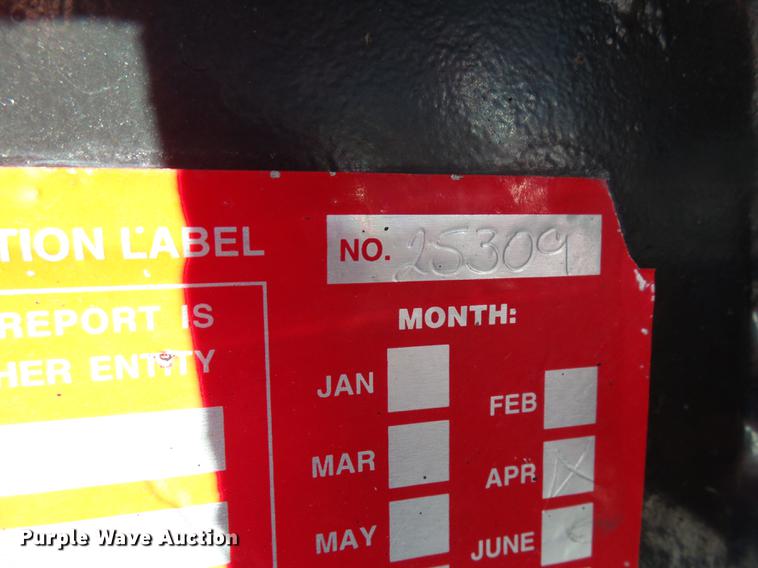 TION LABEL
NO. 25309
REPORT IS
HER ENTITY
MONTH:
JAN
FEB
MAR
APR X
MAY
JUNE
Purple Wave Auction